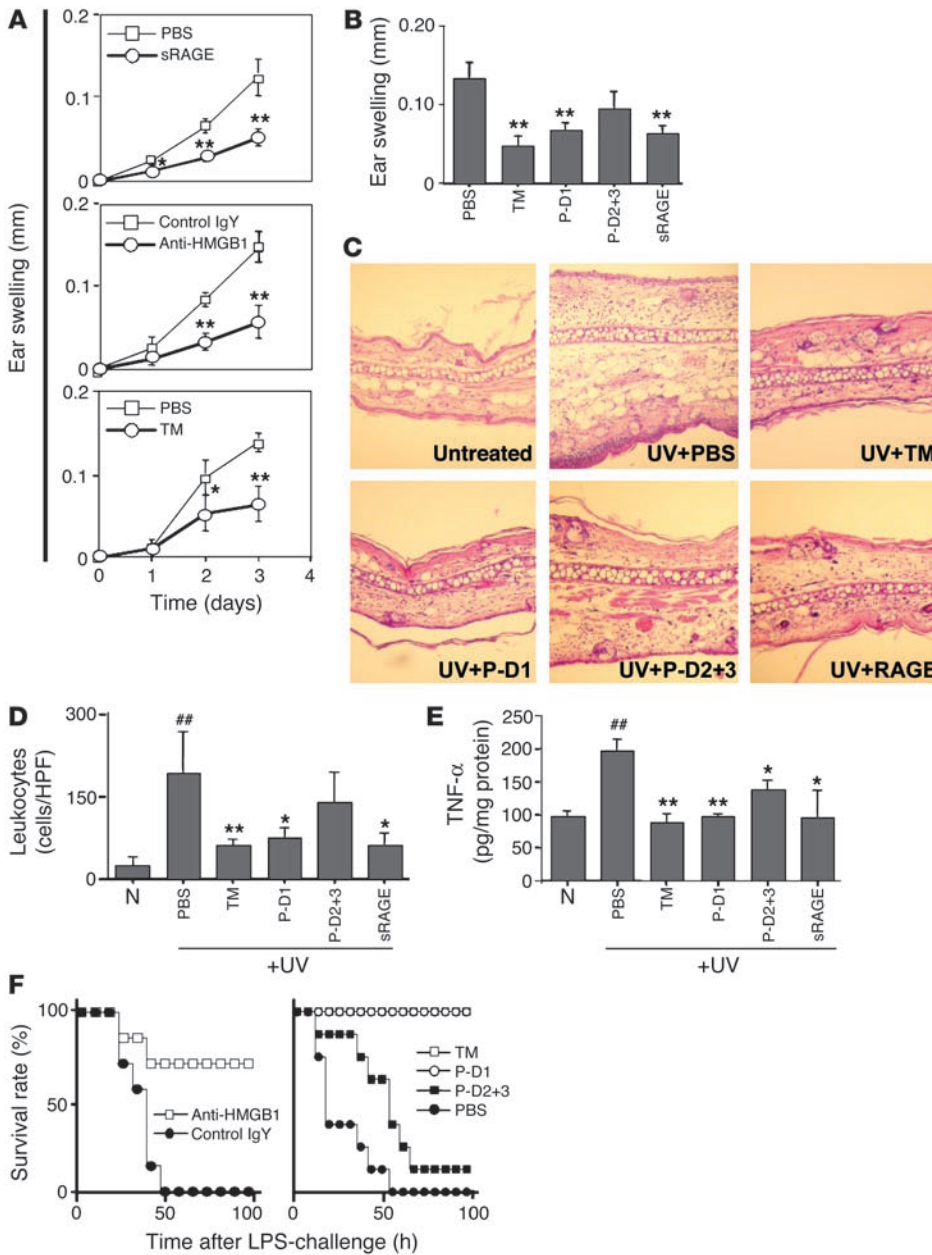 A
Ear swelling (mm)
0.2
0.1
0
PBS
sRAGE
*
**
**
0.2
0.1
0
Control IgY
Anti-HMGB1
**
**
0.2
0.1
0
PBS
TM
*
**
0 1 2 3 4
Time (days)
B
Ear swelling (mm)
0.10
0
** ** **
PBS TM P-D1 P-D2+3 sRAGE
C
Untreated
UV+PBS
UV+TM
UV+P-D1
UV+P-D2+3
UV+RAGE
D
Leukocytes
(cells/HPF)
300
150
0
##
** * *
N PBS TM P-D1 P-D2+3 sRAGE
+UV
E
TNF-α
(pg/mg protein)
250
200
150
100
50
0
##
** ** * *
N PBS TM P-D1 P-D2+3 sRAGE
+UV
F
Survival rate (%)
100
50
0
Anti-HMGB1
Control IgY
0 50 100
TM
P-D1
P-D2+3
PBS
0 50 100
Time after LPS-challenge (h)